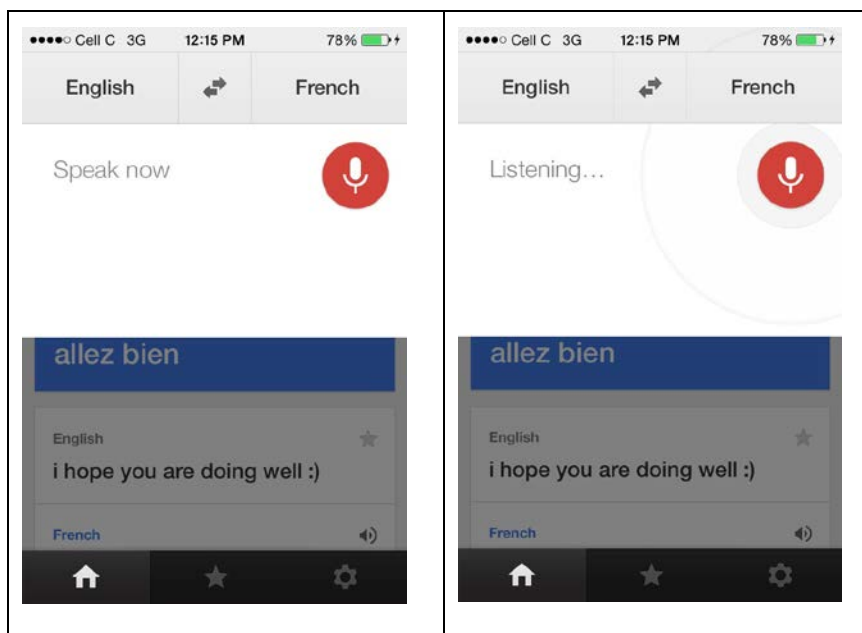 ●●●●○ Cell C 3G 12:15 PM 78%
English French
Speak now
allez bien
English
i hope you are doing well :)
French
●●●●○ Cell C 3G 12:15 PM 78%
English French
Listening...
allez bien
English
i hope you are doing well :)
French